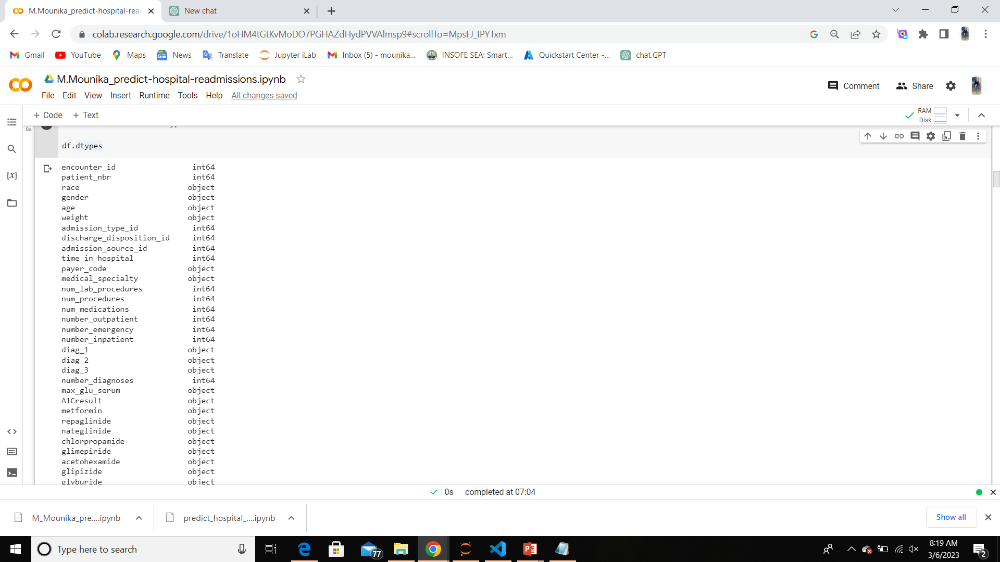 M.Mounika_predict-hospital-read
New chat
colab.research.google.com/drive/1oHM4tGtKvMoDO7PGHAZdHydPVVAlmsp9#scrollTo=MpsFJ_IPYTxm
Gmail YouTube Maps News Translate Jupyter iLab Inbox (5) - mounika... INSOFE SEA: Smart... Quickstart Center -... chat.GPT
M.Mounika_predict-hospital-readmissions.ipynb
Comment Share
File Edit View Insert Runtime Tools Help All changes saved
+ Code + Text
RAM
Disk
0s
df.dtypes
encounter_id int64
patient_nbr int64
race object
gender object
age object
weight object
admission_type_id int64
discharge_disposition_id int64
admission_source_id int64
time_in_hospital int64
payer_code object
medical_specialty object
num_lab_procedures int64
num_procedures int64
num_medications int64
number_outpatient int64
number_emergency int64
number_inpatient int64
diag_1 object
diag_2 object
diag_3 object
number_diagnoses int64
max_glu_serum object
A1Cresult object
metformin object
repaglinide object
nateglinide object
chlorpropamide object
glimepiride object
acetohexamide object
glipizide object
glyburide object
0s completed at 07:04
M_Mounika_pre....ipynb
predict_hospital_....ipynb
Show all
Type here to search
77
8:19 AM
3/6/2023
2